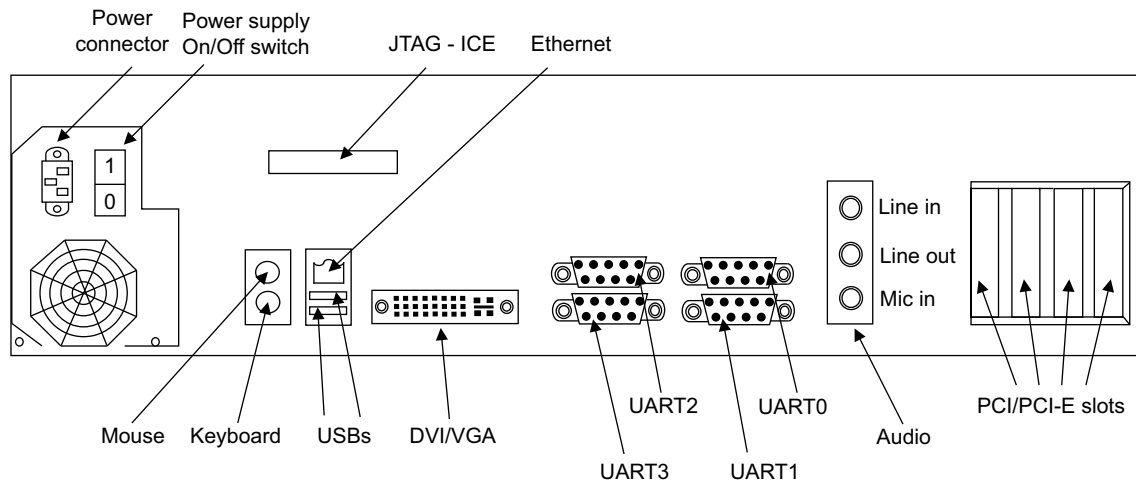 Power
connector
Power supply
On/Off switch
JTAG - ICE
Ethernet
1
0
Line in
Line out
Mic in
Mouse
Keyboard
USBs
DVI/VGA
UART2
UART0
UART3
UART1
Audio
PCI/PCI-E slots